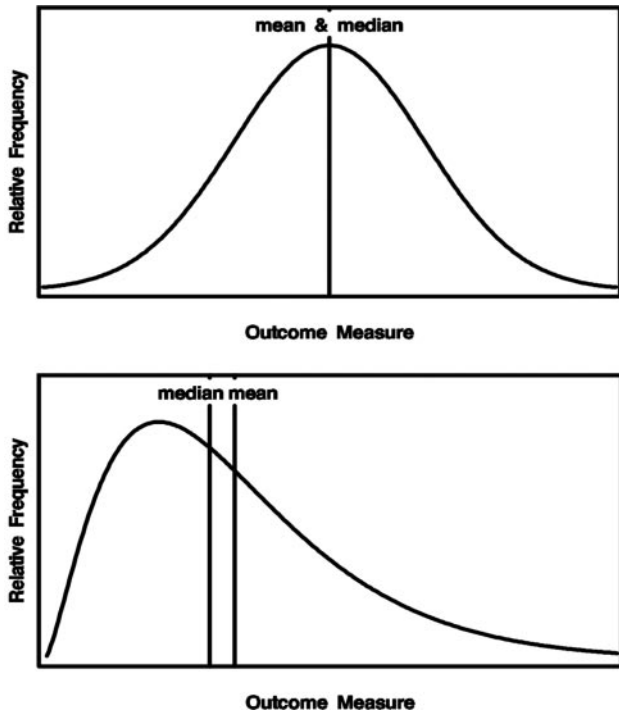 mean & median
Relative Frequency
Outcome Measure
median mean
Relative Frequency
Outcome Measure